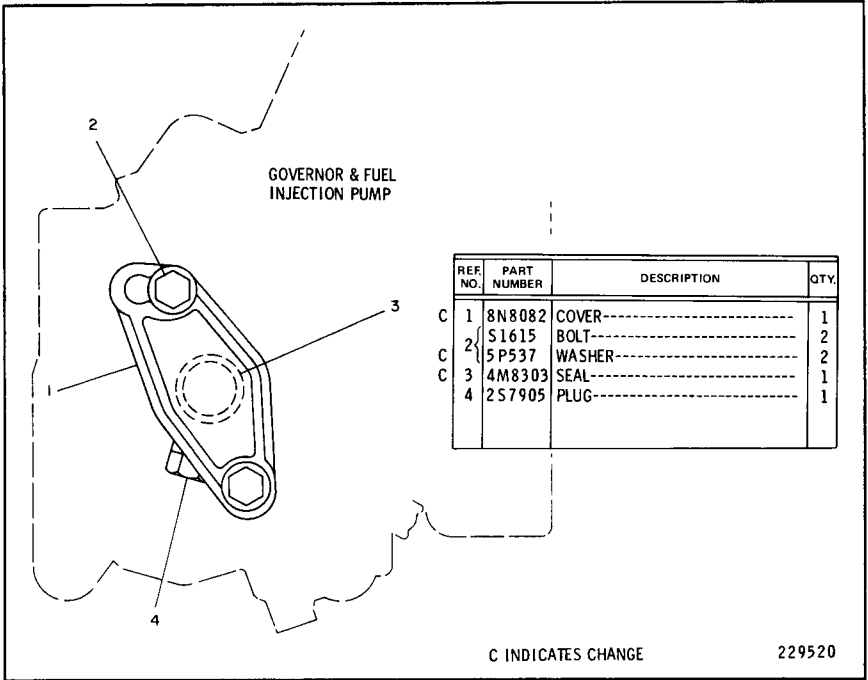 2
GOVERNOR & FUEL
INJECTION PUMP
3
1
4
REF. NO. PART NUMBER DESCRIPTION QTY.
C 1 8N8082 COVER 1
2 S1615 BOLT 2
C 5P537 WASHER 2
C 3 4M8303 SEAL 1
4 2S7905 PLUG 1
C INDICATES CHANGE 229520